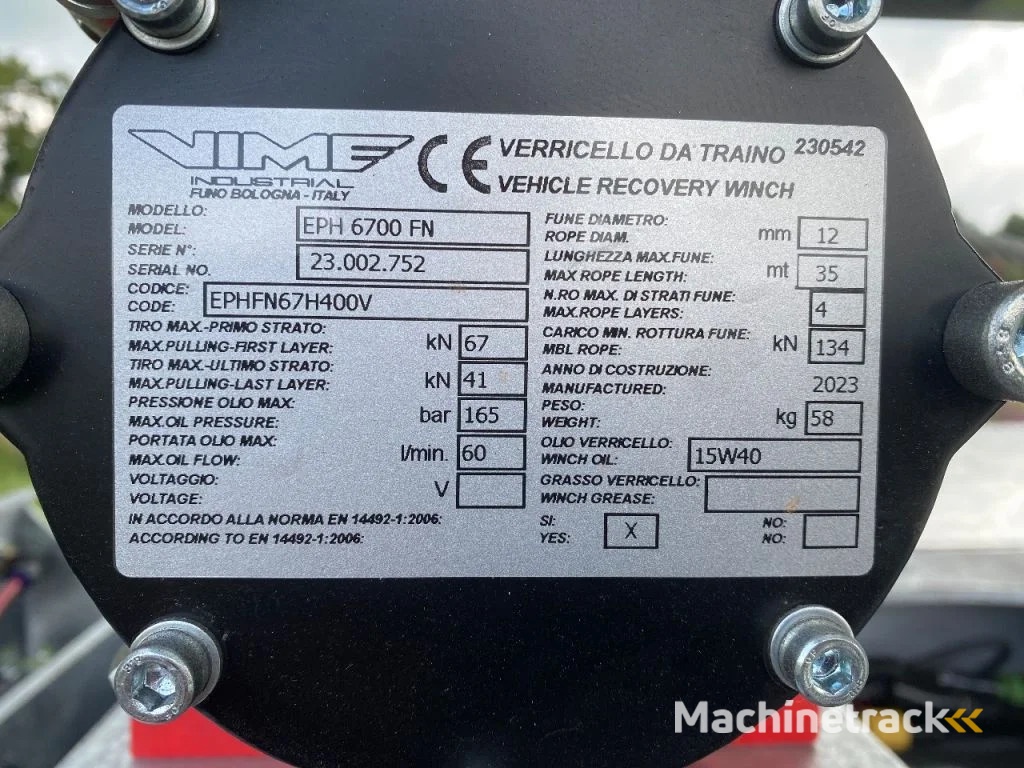 VIME
INDUSTRIAL
FUNO BOLOGNA - ITALY
CE
VERRICELLO DA TRAINO 230542
VEHICLE RECOVERY WINCH
MODELLO:
MODEL: EPH 6700 FN
SERIE N°:
SERIAL NO. 23.002.752
CODICE:
CODE: EPHFN67H400V
TIRO MAX.-PRIMO STRATO:
MAX.PULLING-FIRST LAYER: kN 67
TIRO MAX.-ULTIMO STRATO:
MAX.PULLING-LAST LAYER: kN 41
PRESSIONE OLIO MAX:
MAX.OIL PRESSURE: bar 165
PORTATA OLIO MAX:
MAX.OIL FLOW: l/min. 60
VOLTAGGIO:
VOLTAGE: V
FUNE DIAMETRO:
ROPE DIAM. mm 12
LUNGHEZZA MAX.FUNE:
MAX ROPE LENGTH: mt 35
N.RO MAX. DI STRATI FUNE:
MAX.ROPE LAYERS: 4
CARICO MIN. ROTTURA FUNE:
MBL ROPE: kN 134
ANNO DI COSTRUZIONE:
MANUFACTURED: 2023
PESO:
WEIGHT: kg 58
OLIO VERRICELLO:
WINCH OIL: 15W40
GRASSO VERRICELLO:
WINCH GREASE:
IN ACCORDO ALLA NORMA EN 14492-1:2006: SI: NO:
ACCORDING TO EN 14492-1:2006: YES: X NO:
Machinetrack